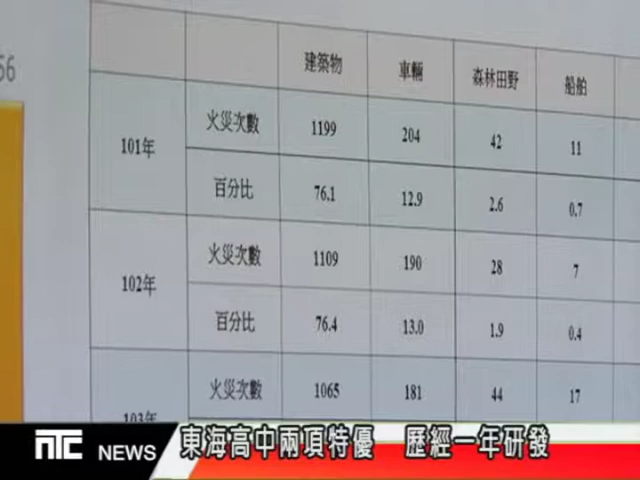 56
建築物 車輛 森林田野 船舶
101年 火災次數 1199 204 42 11
百分比 76.1 12.9 2.6 0.7
102年 火災次數 1109 190 28 7
百分比 76.4 13.0 1.9 0.4
103年 火災次數 1065 181 44 17
NTC NEWS 東海高中兩項特優 歷經一年研發